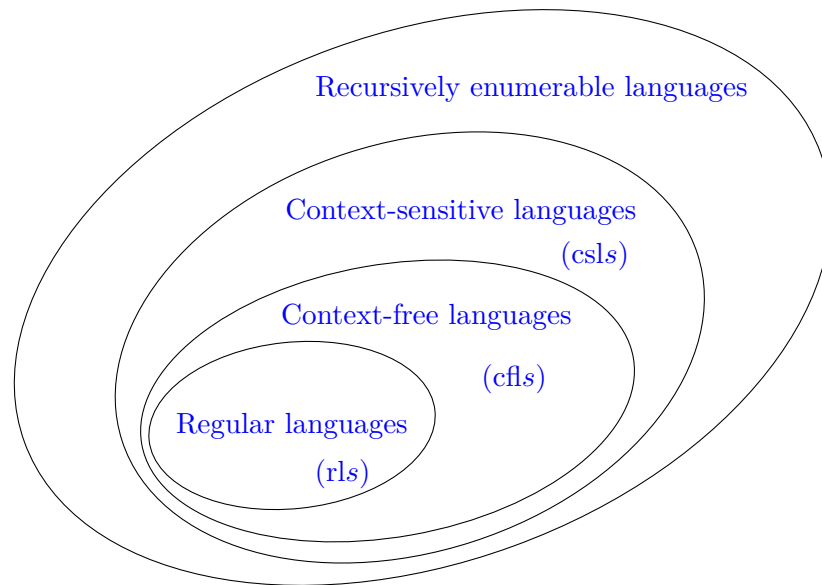 Recursively enumerable languages
Context-sensitive languages
(csls)
Context-free languages
(cfls)
Regular languages
(rls)